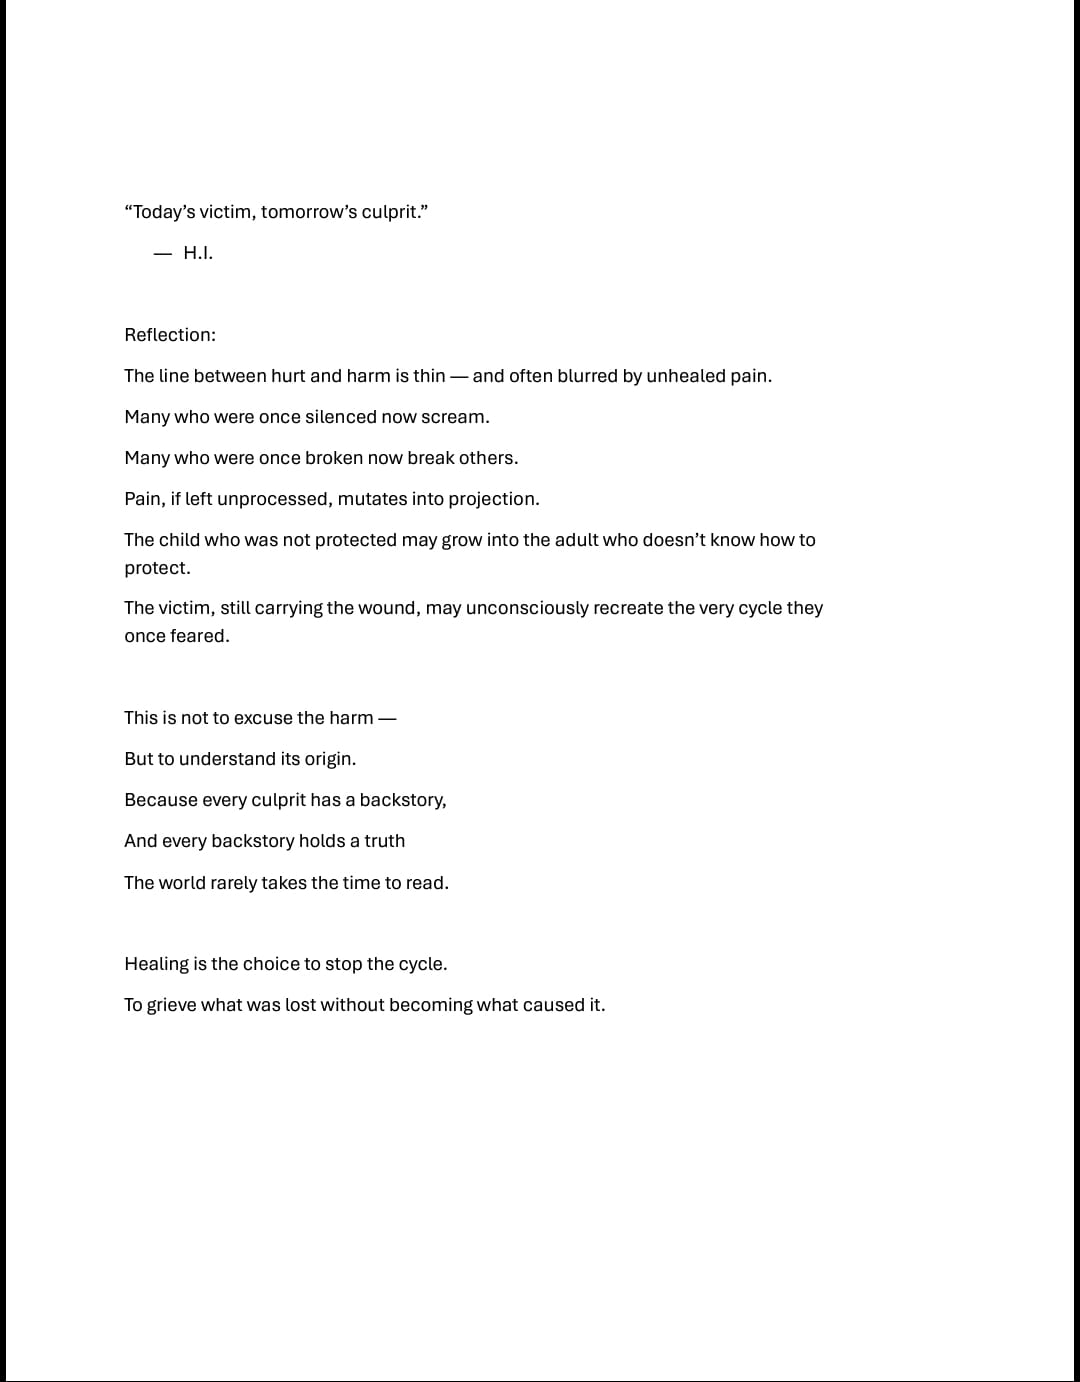 “Today’s victim, tomorrow’s culprit.”
— H.I.
Reflection:
The line between hurt and harm is thin — and often blurred by unhealed pain.
Many who were once silenced now scream.
Many who were once broken now break others.
Pain, if left unprocessed, mutates into projection.
The child who was not protected may grow into the adult who doesn’t know how to
protect.
The victim, still carrying the wound, may unconsciously recreate the very cycle they
once feared.
This is not to excuse the harm —
But to understand its origin.
Because every culprit has a backstory,
And every backstory holds a truth
The world rarely takes the time to read.
Healing is the choice to stop the cycle.
To grieve what was lost without becoming what caused it.